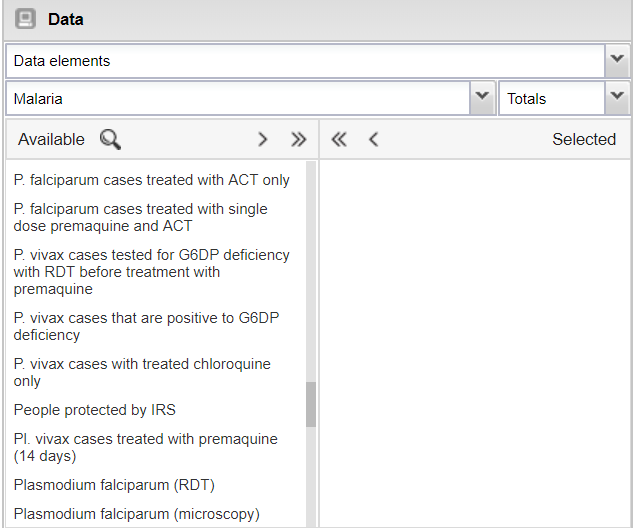 Data
Data elements
Malaria
Totals
Available
Selected
P. falciparum cases treated with ACT only
P. falciparum cases treated with single
dose premaquine and ACT
P. vivax cases tested for G6DP deficiency
with RDT before treatment with
premaquine
P. vivax cases that are positive to G6DP
deficiency
P. vivax cases with treated chloroquine
only
People protected by IRS
Pl. vivax cases treated with premaquine
(14 days)
Plasmodium falciparum (RDT)
Plasmodium falciparum (microscopy)